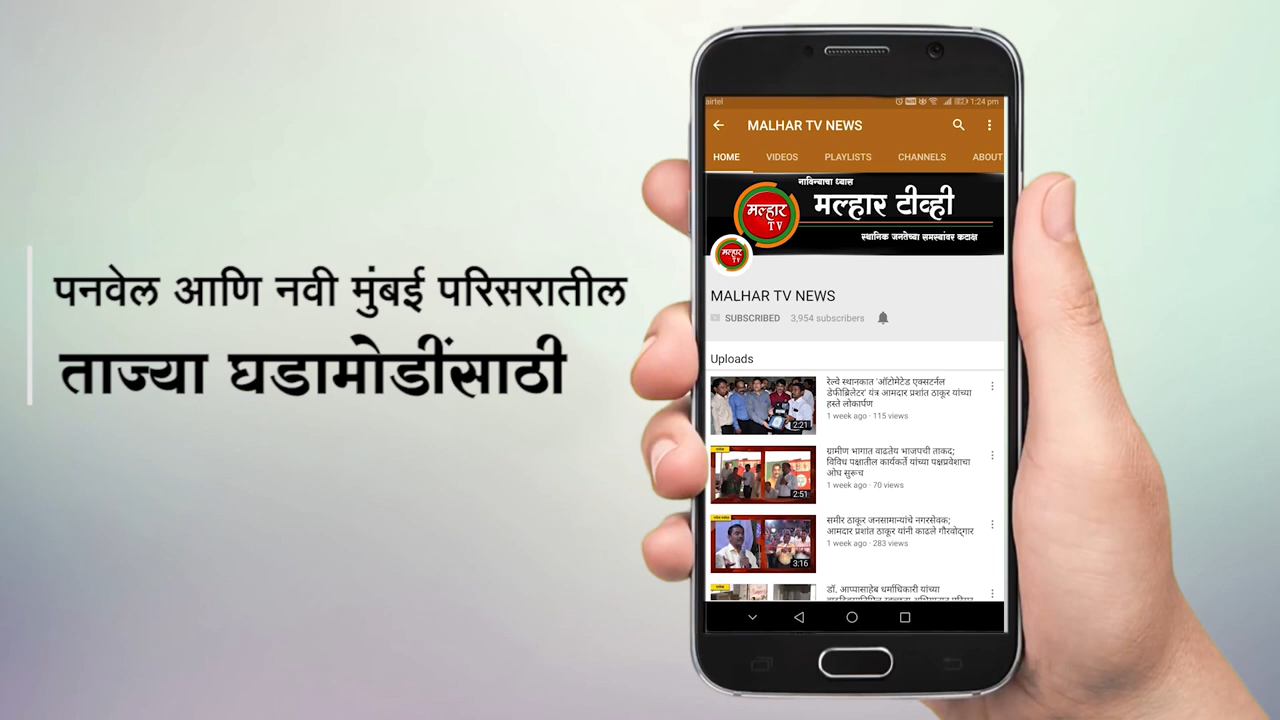 पनवेल आणि नवी मुंबई परिसरातील
ताज्या घडामोडींसाठी
airtel 1:24 pm
MALHAR TV NEWS
HOME VIDEOS PLAYLISTS CHANNELS ABOUT
नाविन्याचा ध्यास
मल्हार टीव्ही
मल्हार
TV
स्थानिक जनतेच्या समस्यांवर कटाक्ष
मल्हार
TV
MALHAR TV NEWS
SUBSCRIBED 3,954 subscribers
Uploads
रेल्वे स्थानकात 'ऑटोमेटेड एक्सटर्नल
डेफीब्रिलेटर' यंत्र आमदार प्रशांत ठाकूर यांच्या
हस्ते लोकार्पण
1 week ago · 115 views
2:21
ग्रामीण भागात वाढतेय भाजपची ताकद;
विविध पक्षातील कार्यकर्ते यांच्या पक्षप्रवेशाचा
ओघ सुरूच
1 week ago · 70 views
2:51
समीर ठाकूर जनसामान्यांचे नगरसेवक;
आमदार प्रशांत ठाकूर यांनी काढले गौरवोद्गार
1 week ago · 283 views
3:16
डॉ. आप्पासाहेब धर्माधिकारी यांच्या